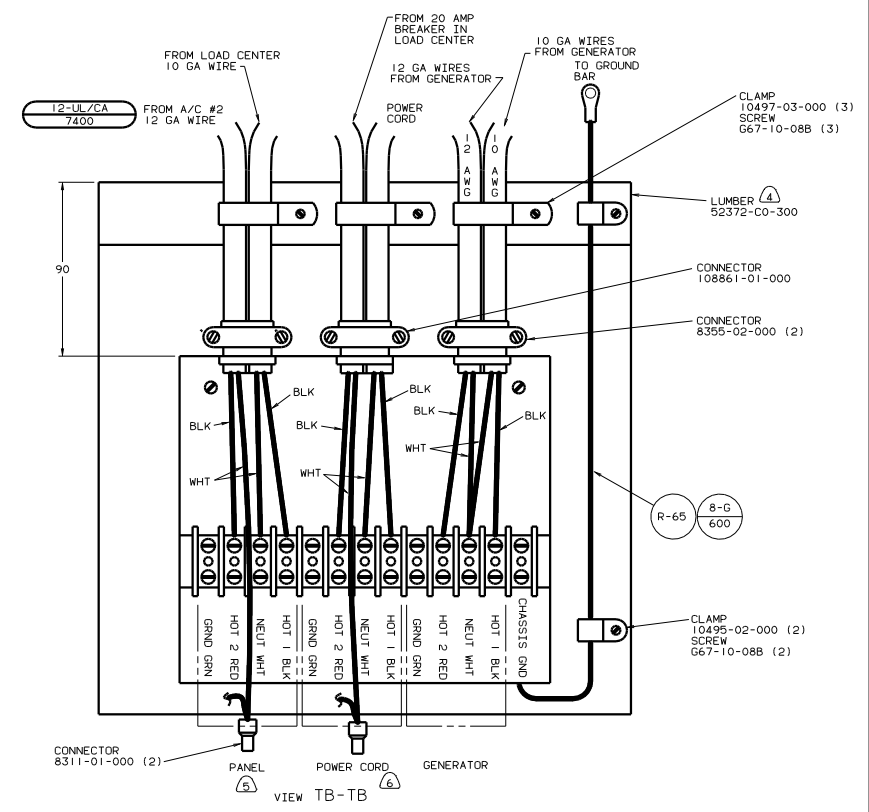 FROM 20 AMP
BREAKER IN
LOAD CENTER
FROM LOAD CENTER
10 GA WIRE
12 GA WIRES
FROM GENERATOR
10 GA WIRES
FROM GENERATOR
TO GROUND
BAR
12-UL/CA
7400
FROM A/C #2
12 GA WIRE
POWER
CORD
12 AWG
10 AWG
CLAMP
10497-03-000 (3)
SCREW
G67-10-08B (3)
LUMBER 4
52372-C0-300
90
CONNECTOR
108861-01-000
CONNECTOR
8355-02-000 (2)
BLK
BLK
WHT
BLK
BLK
WHT
BLK
BLK
WHT
R-65
8-G
600
GRND GRN
HOT 2 RED
NEUT WHT
HOT 1 BLK
GRND GRN
HOT 2 RED
NEUT WHT
HOT 1 BLK
GRND GRN
HOT 2 RED
NEUT WHT
HOT 1 BLK
CHASSIS GND
CLAMP
10495-02-000 (2)
SCREW
G67-10-08B (2)
CONNECTOR
8311-01-000 (2)
PANEL
5
POWER CORD
6
GENERATOR
VIEW TB-TB